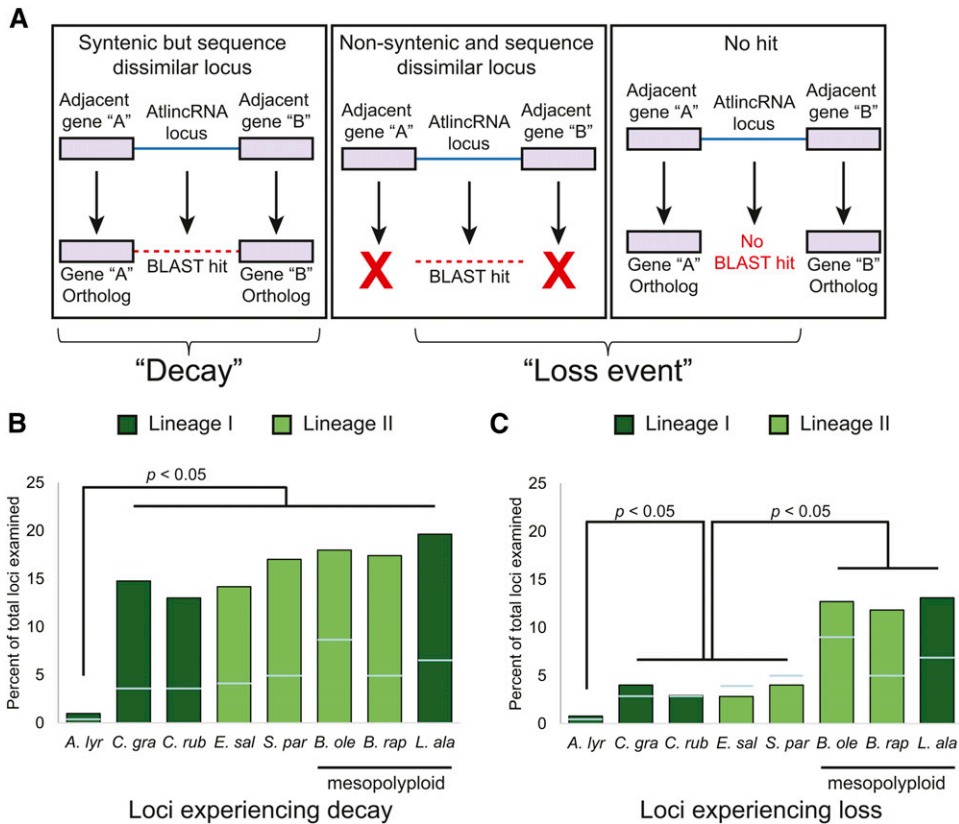 A
Syntenic but sequence
dissimilar locus
Adjacent
gene “A”
AtlincRNA
locus
Adjacent
gene “B”
BLAST hit
Gene “A”
Ortholog
Gene “B”
Ortholog
Non-syntenic and sequence
dissimilar locus
Adjacent
gene “A”
AtlincRNA
locus
Adjacent
gene “B”
X
BLAST hit
X
No hit
Adjacent
gene “A”
AtlincRNA
locus
Adjacent
gene “B”
No
BLAST hit
Gene “A”
Ortholog
Gene “B”
Ortholog
“Decay”
“Loss event”
B
Lineage I
Lineage II
Percent of total loci examined
25
20
15
10
5
0
p < 0.05
A. lyr
C. gra
C. rub
E. sal
S. par
B. ole
B. rap
L. ala
mesopolyploid
Loci experiencing decay
C
Lineage I
Lineage II
Percent of total loci examined
25
20
15
10
5
0
p < 0.05
p < 0.05
A. lyr
C. gra
C. rub
E. sal
S. par
B. ole
B. rap
L. ala
mesopolyploid
Loci experiencing loss